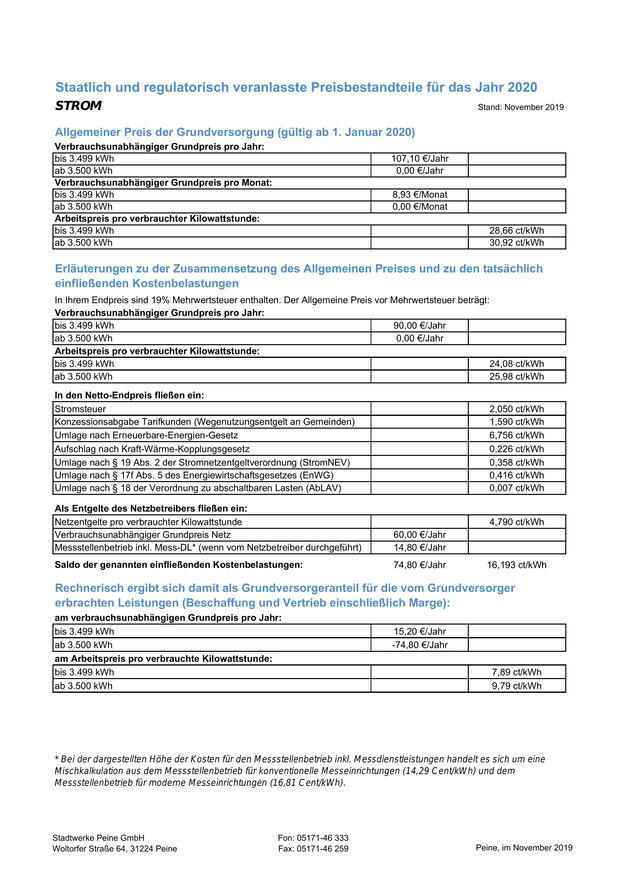 Staatlich und regulatorisch veranlasste Preisbestandteile für das Jahr 2020
STROM Stand: November 2019
Allgemeiner Preis der Grundversorgung (gültig ab 1. Januar 2020)
Verbrauchsunabhängiger Grundpreis pro Jahr:
bis 3.499 kWh 107,10 €/Jahr
ab 3.500 kWh 0,00 €/Jahr
Verbrauchsunabhängiger Grundpreis pro Monat:
bis 3.499 kWh 8,93 €/Monat
ab 3.500 kWh 0,00 €/Monat
Arbeitspreis pro verbrauchter Kilowattstunde:
bis 3.499 kWh 28,66 ct/kWh
ab 3.500 kWh 30,92 ct/kWh
Erläuterungen zu der Zusammensetzung des Allgemeinen Preises und zu den tatsächlich
einfließenden Kostenbelastungen
In Ihrem Endpreis sind 19% Mehrwertsteuer enthalten. Der Allgemeine Preis vor Mehrwertsteuer beträgt:
Verbrauchsunabhängiger Grundpreis pro Jahr:
bis 3.499 kWh 90,00 €/Jahr
ab 3.500 kWh 0,00 €/Jahr
Arbeitspreis pro verbrauchter Kilowattstunde:
bis 3.499 kWh 24,08 ct/kWh
ab 3.500 kWh 25,98 ct/kWh
In den Netto-Endpreis fließen ein:
Stromsteuer 2,050 ct/kWh
Konzessionsabgabe Tarifkunden (Wegenutzungsentgelt an Gemeinden) 1,590 ct/kWh
Umlage nach Erneuerbare-Energien-Gesetz 6,756 ct/kWh
Aufschlag nach Kraft-Wärme-Kopplungsgesetz 0,226 ct/kWh
Umlage nach § 19 Abs. 2 der Stromnetzentgeltverordnung (StromNEV) 0,358 ct/kWh
Umlage nach § 17f Abs. 5 des Energiewirtschaftsgesetzes (EnWG) 0,416 ct/kWh
Umlage nach § 18 der Verordnung zu abschaltbaren Lasten (AbLAV) 0,007 ct/kWh
Als Entgelte des Netzbetreibers fließen ein:
Netzentgelte pro verbrauchter Kilowattstunde 4,790 ct/kWh
Verbrauchsunabhängiger Grundpreis Netz 60,00 €/Jahr
Messstellenbetrieb inkl. Mess-DL* (wenn vom Netzbetreiber durchgeführt) 14,80 €/Jahr
Saldo der genannten einfließenden Kostenbelastungen: 74,80 €/Jahr 16,193 ct/kWh
Rechnerisch ergibt sich damit als Grundversorgeranteil für die vom Grundversorger
erbrachten Leistungen (Beschaffung und Vertrieb einschließlich Marge):
am verbrauchsunabhängigen Grundpreis pro Jahr:
bis 3.499 kWh 15,20 €/Jahr
ab 3.500 kWh -74,80 €/Jahr
am Arbeitspreis pro verbrauchte Kilowattstunde:
bis 3.499 kWh 7,89 ct/kWh
ab 3.500 kWh 9,79 ct/kWh
* Bei der dargestellten Höhe der Kosten für den Messstellenbetrieb inkl. Messdienstleistungen handelt es sich um eine
Mischkalkulation aus dem Messstellenbetrieb für konventionelle Messeinrichtungen (14,29 Cent/kWh) und dem
Messstellenbetrieb für moderne Messeinrichtungen (16,81 Cent/kWh).
Stadtwerke Peine GmbH Fon: 05171-46 333
Woltorfer Straße 64, 31224 Peine Fax: 05171-46 259 Peine, im November 2019